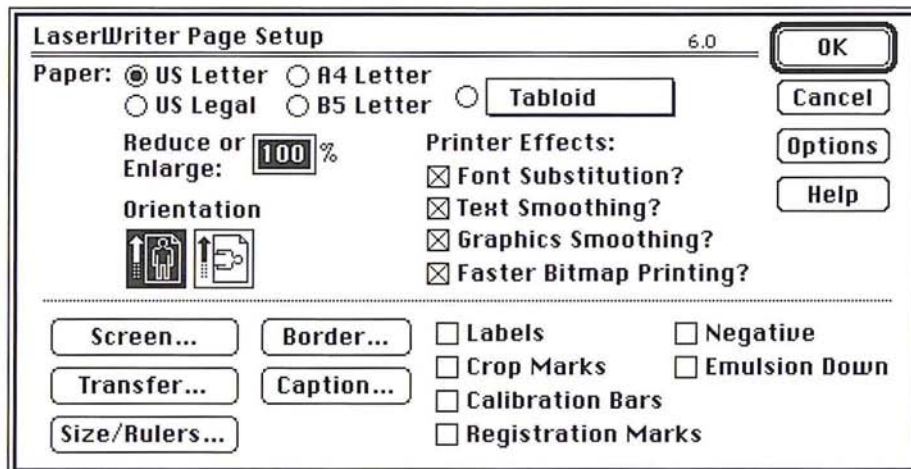 LaserWriter Page Setup 6.0 OK
Paper: US Letter A4 Letter
US Legal B5 Letter Tabloid Cancel
Reduce or Enlarge: 100 % Printer Effects: Options
Font Substitution?
Help
Orientation Text Smoothing?
Graphics Smoothing?
Faster Bitmap Printing?
Screen... Border... Labels Negative
Crop Marks Emulsion Down
Transfer... Caption...
Calibration Bars
Size/Rulers... Registration Marks